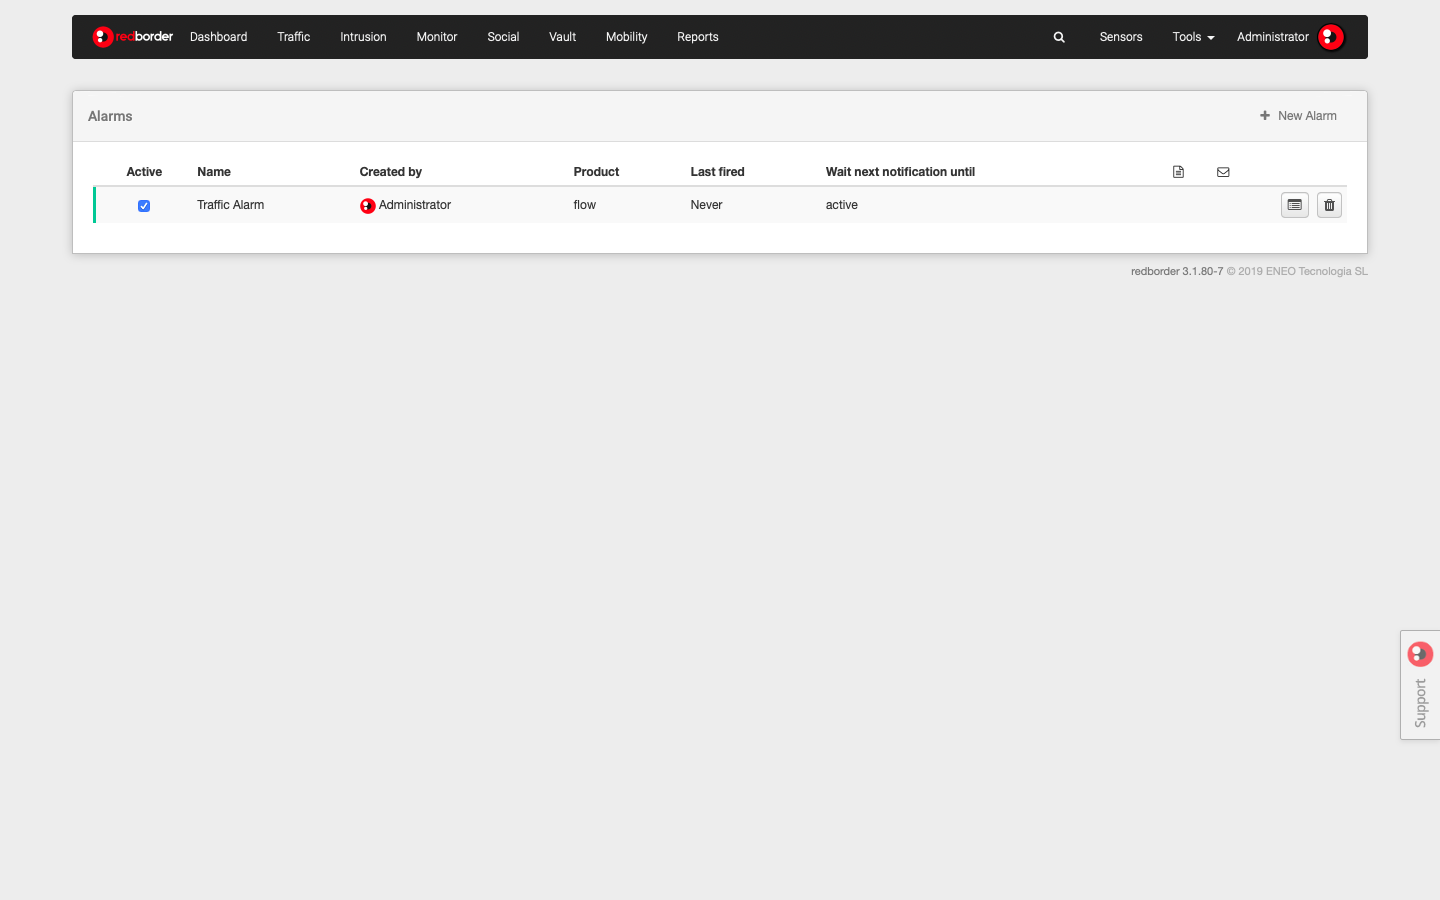 redborder Dashboard Traffic Intrusion Monitor Social Vault Mobility Reports Sensors Tools Administrator
Alarms New Alarm
Active Name Created by Product Last fired Wait next notification until
Traffic Alarm Administrator flow Never active
redborder 3.1.80-7 © 2019 ENEO Tecnologia SL
Support